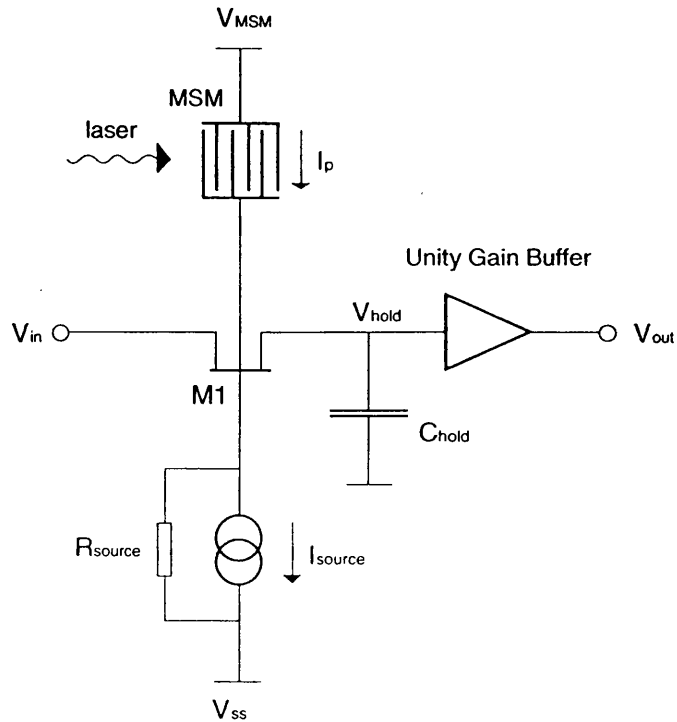 VMSM
MSM
laser
Ip
Unity Gain Buffer
Vin
Vhold
Vout
M1
Chold
Rsource
Isource
Vss